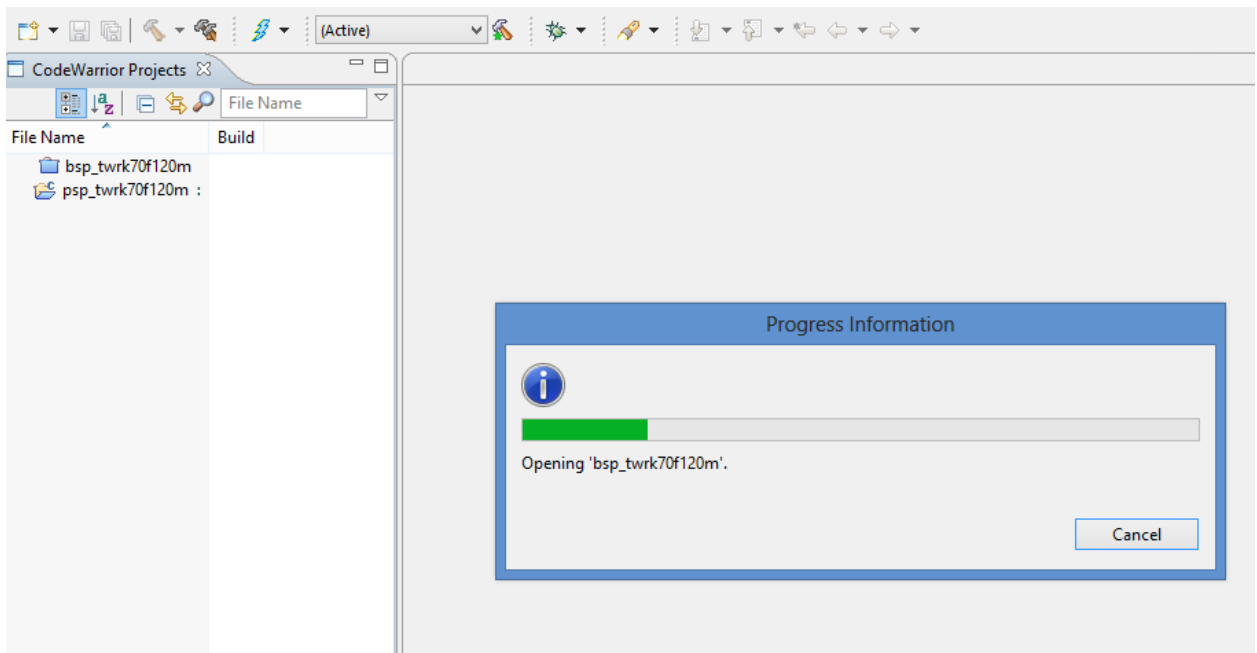 (Active)
CodeWarrior Projects
File Name
File Name Build
bsp_twrk70f120m
psp_twrk70f120m :
Progress Information
Opening 'bsp_twrk70f120m'.
Cancel